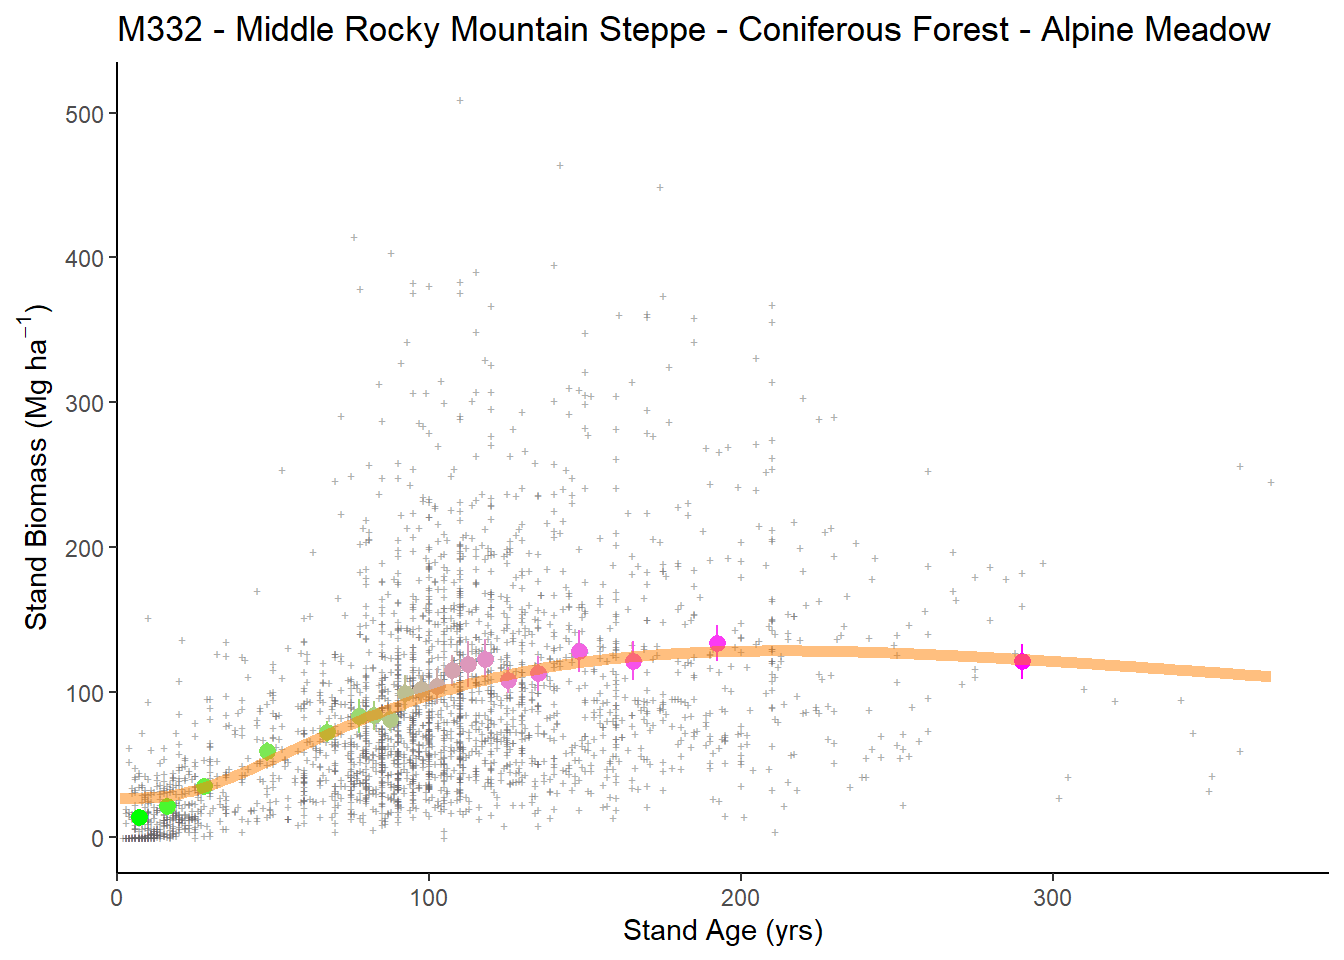 M332 - Middle Rocky Mountain Steppe - Coniferous Forest - Alpine Meadow
500
400
300
200
100
0
Stand Biomass (Mg ha⁻¹)
0 100 200 300
Stand Age (yrs)